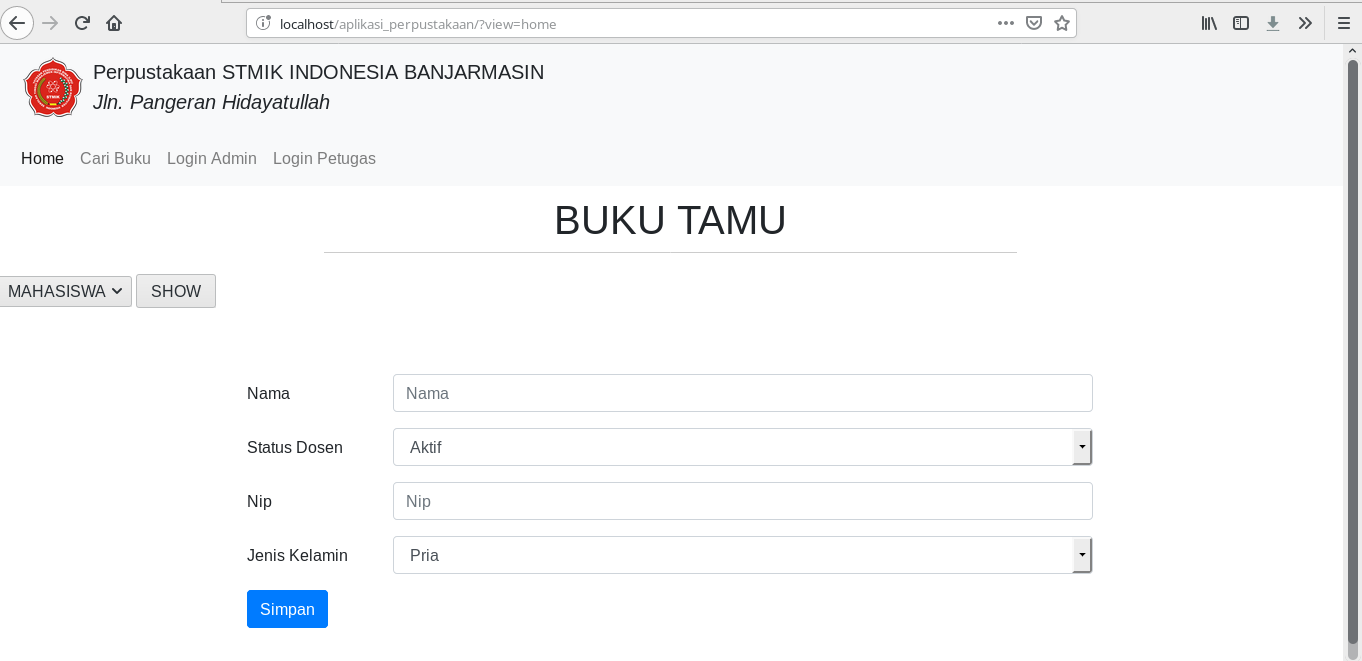 localhost/aplikasi_perpustakaan/?view=home
Perpustakaan STMIK INDONESIA BANJARMASIN
Jln. Pangeran Hidayatullah
Home Cari Buku Login Admin Login Petugas
BUKU TAMU
MAHASISWA SHOW
Nama Nama
Status Dosen Aktif
Nip Nip
Jenis Kelamin Pria
Simpan